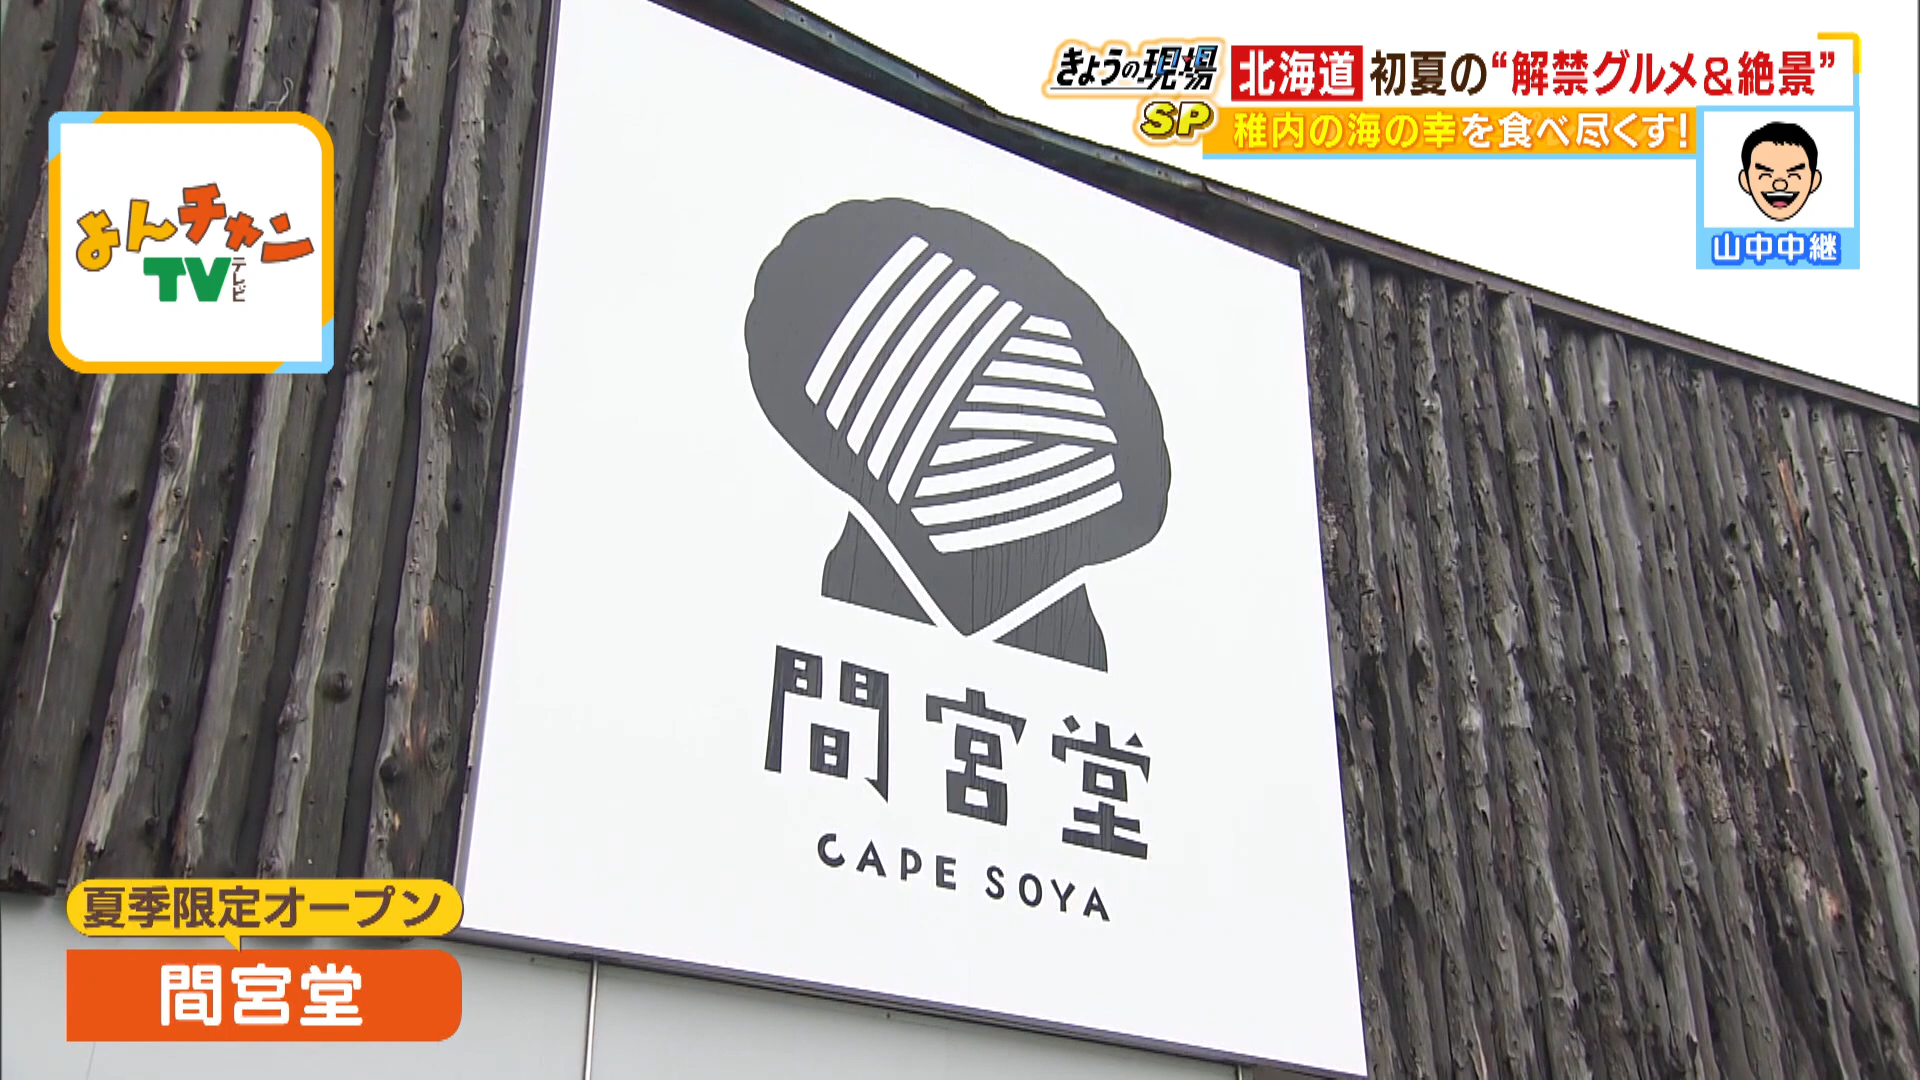 きょうの現場
SP
北海道 初夏の“解禁グルメ&絶景”
稚内の海の幸を食べ尽くす!
山中中継
よんチャン
TV テレビ
間宮堂
CAPE SOYA
夏季限定オープン
間宮堂